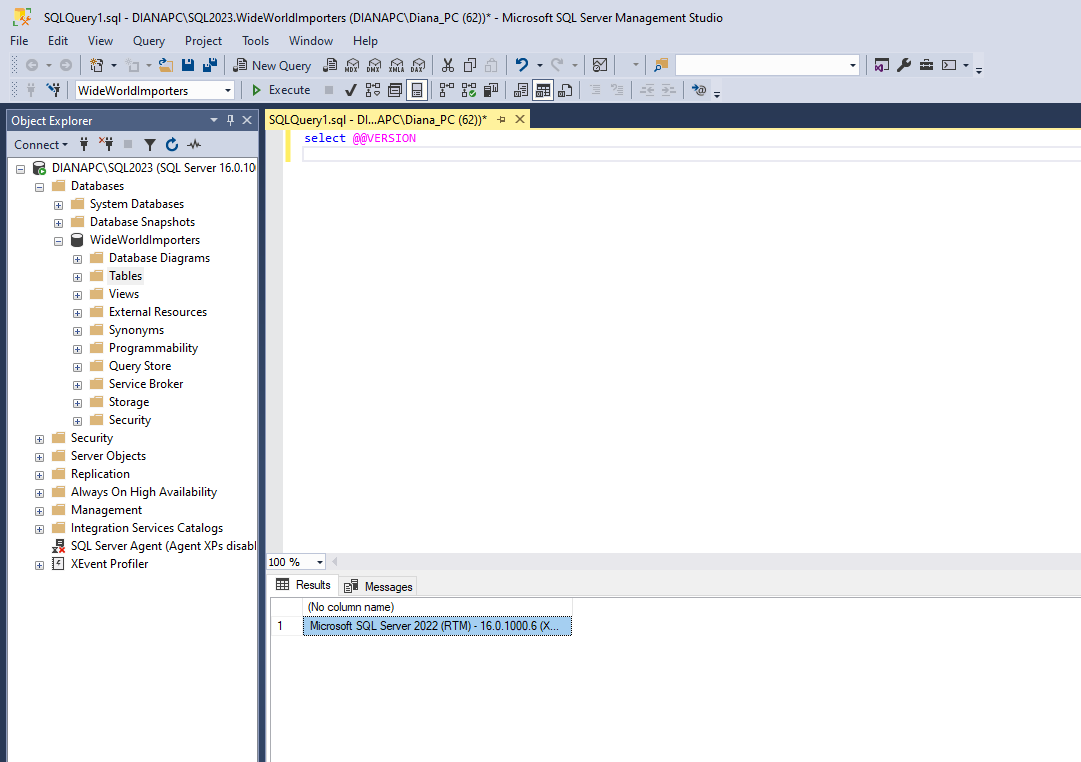 SQLQuery1.sql - DIANAPC\SQL2023.WideWorldImporters (DIANAPC\Diana_PC (62))* - Microsoft SQL Server Management Studio
File Edit View Query Project Tools Window Help
New Query MDX DMX XMLA DAX
WideWorldImporters Execute
Object Explorer
SQLQuery1.sql - DI...APC\Diana_PC (62))*
Connect
select @@VERSION
DIANAPC\SQL2023 (SQL Server 16.0.10
Databases
System Databases
Database Snapshots
WideWorldImporters
Database Diagrams
Tables
Views
External Resources
Synonyms
Programmability
Query Store
Service Broker
Storage
Security
Security
Server Objects
Replication
Always On High Availability
Management
Integration Services Catalogs
SQL Server Agent (Agent XPs disabl
XEvent Profiler
100 %
Results Messages
(No column name)
1 Microsoft SQL Server 2022 (RTM) - 16.0.1000.6 (X...